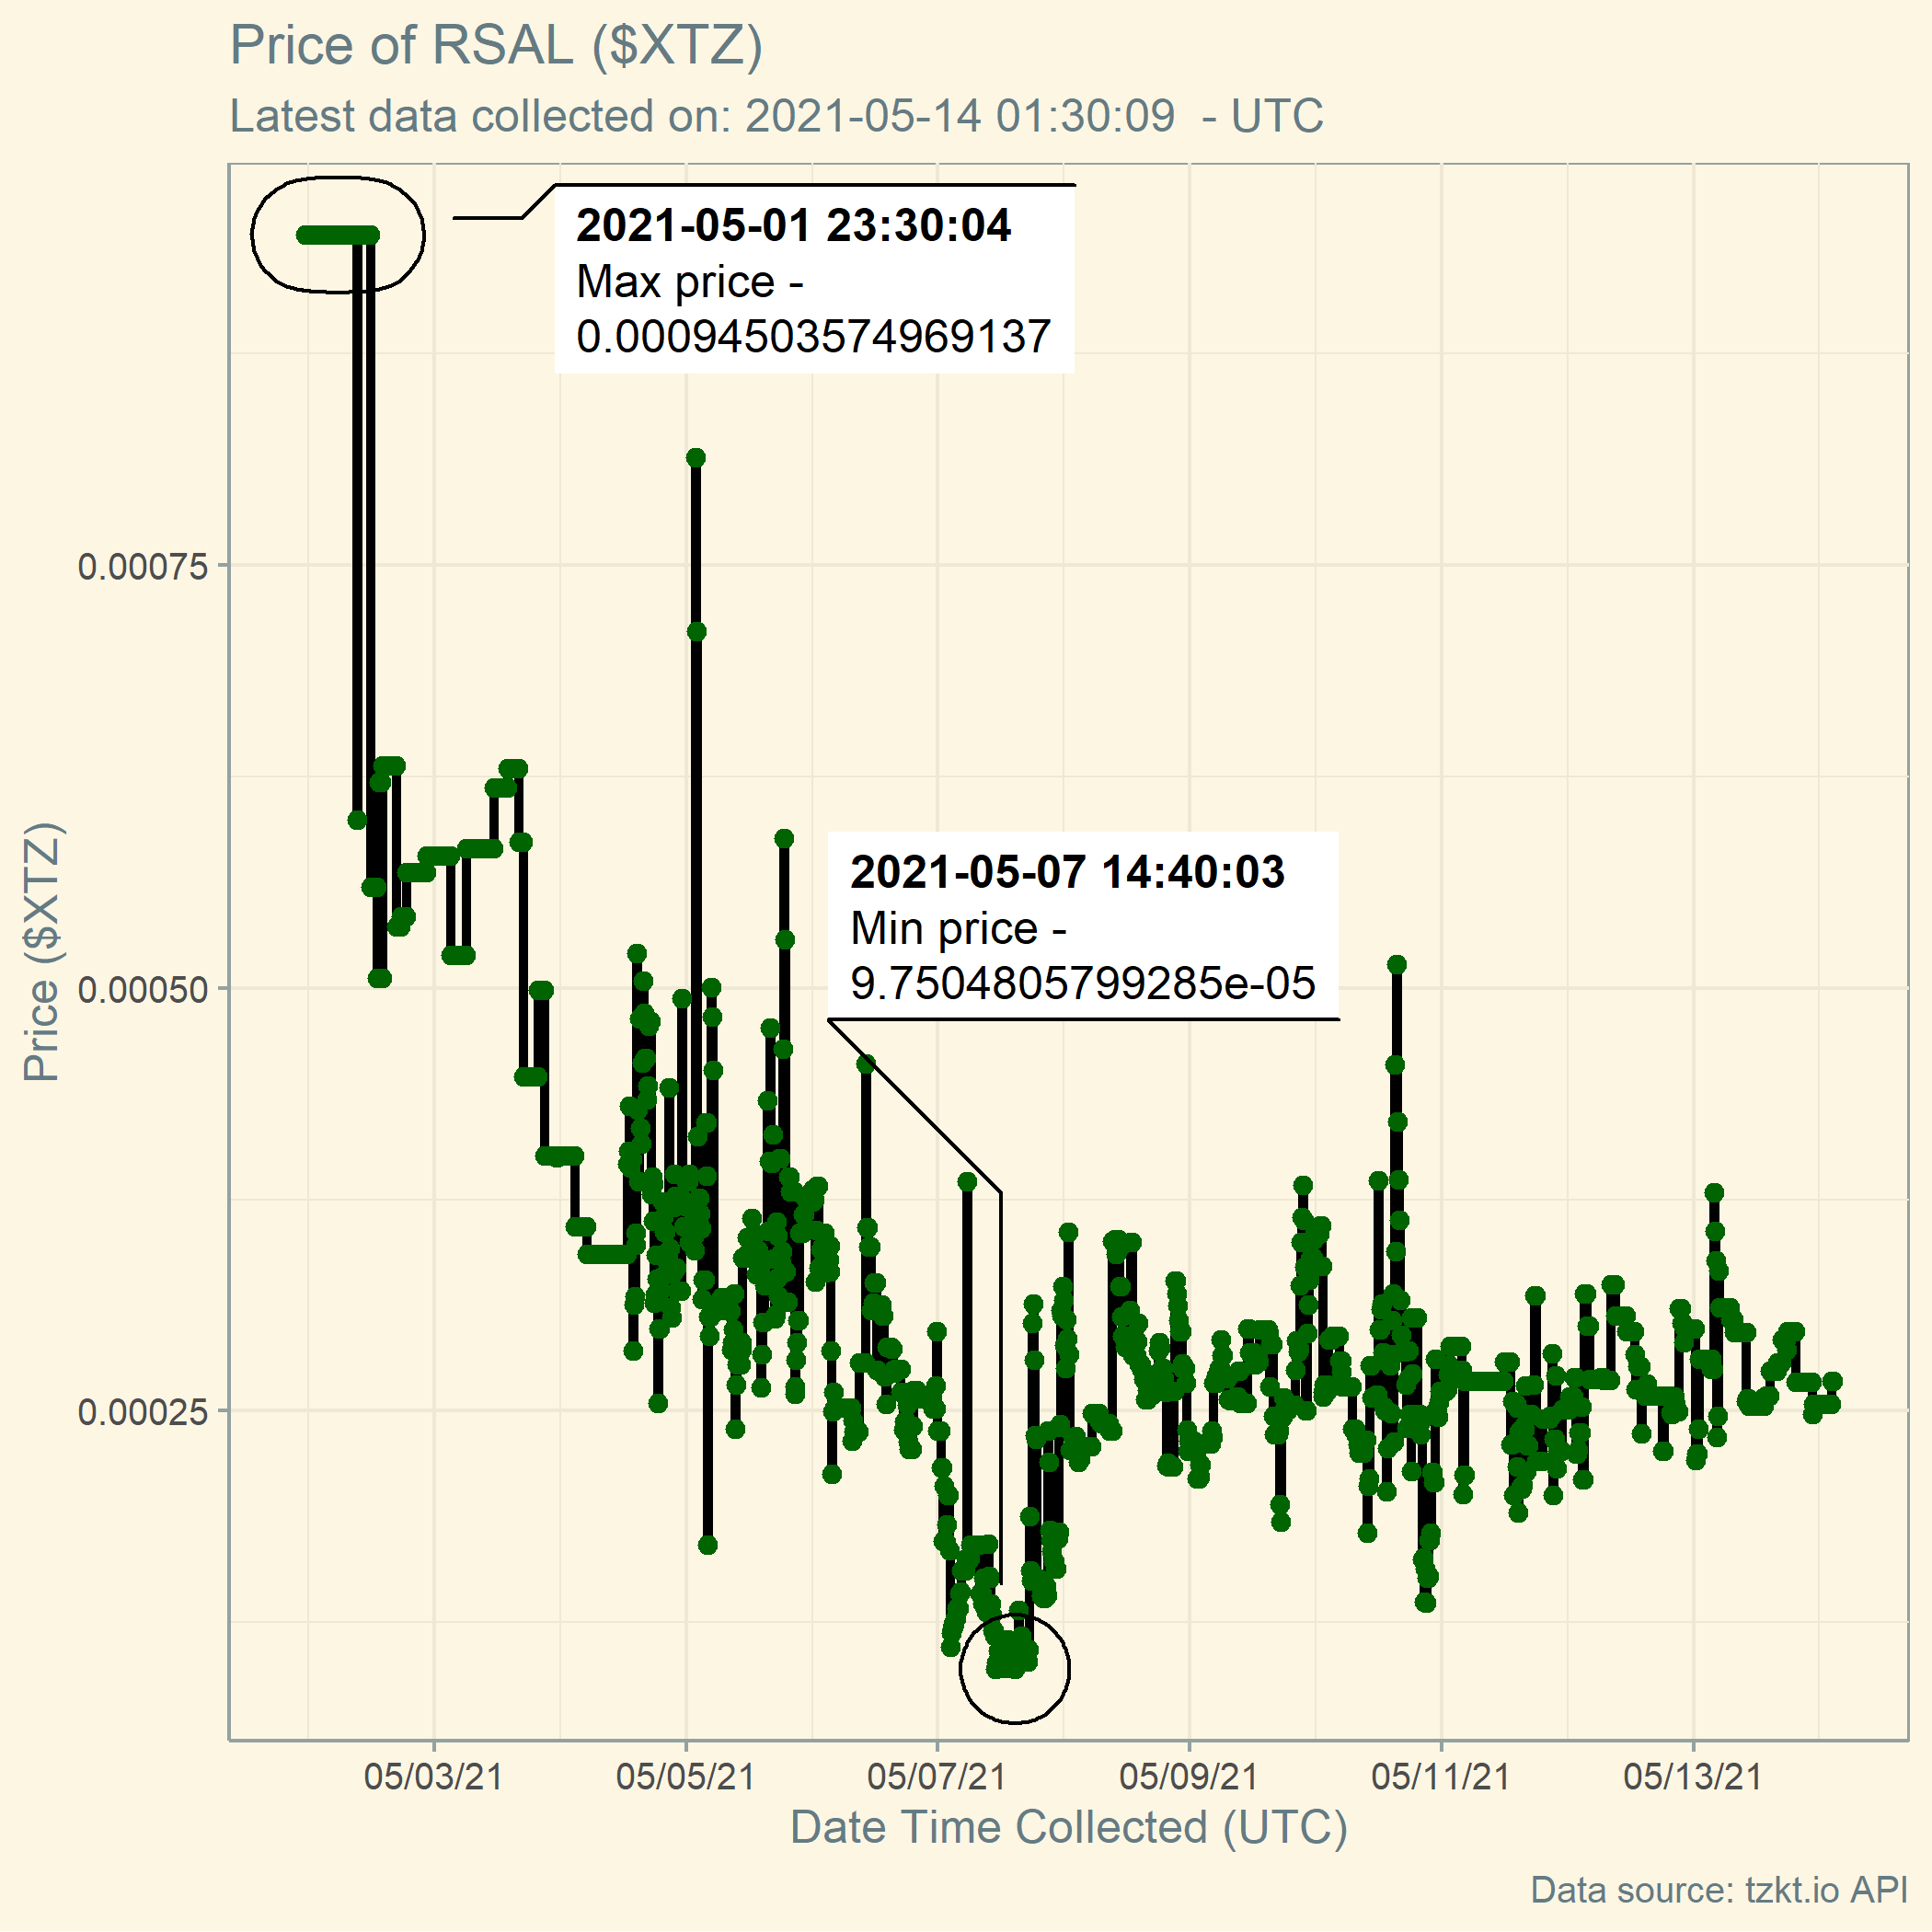 Price of RSAL ($XTZ)
Latest data collected on: 2021-05-14 01:30:09  - UTC
2021-05-01 23:30:04
Max price -
0.00094503574969137
0.00075
2021-05-07 14:40:03
Min price -
9.7504805799285e-05
0.00050
0.00025
Price ($XTZ)
05/03/21 05/05/21 05/07/21 05/09/21 05/11/21 05/13/21
Date Time Collected (UTC)
Data source: tzkt.io API